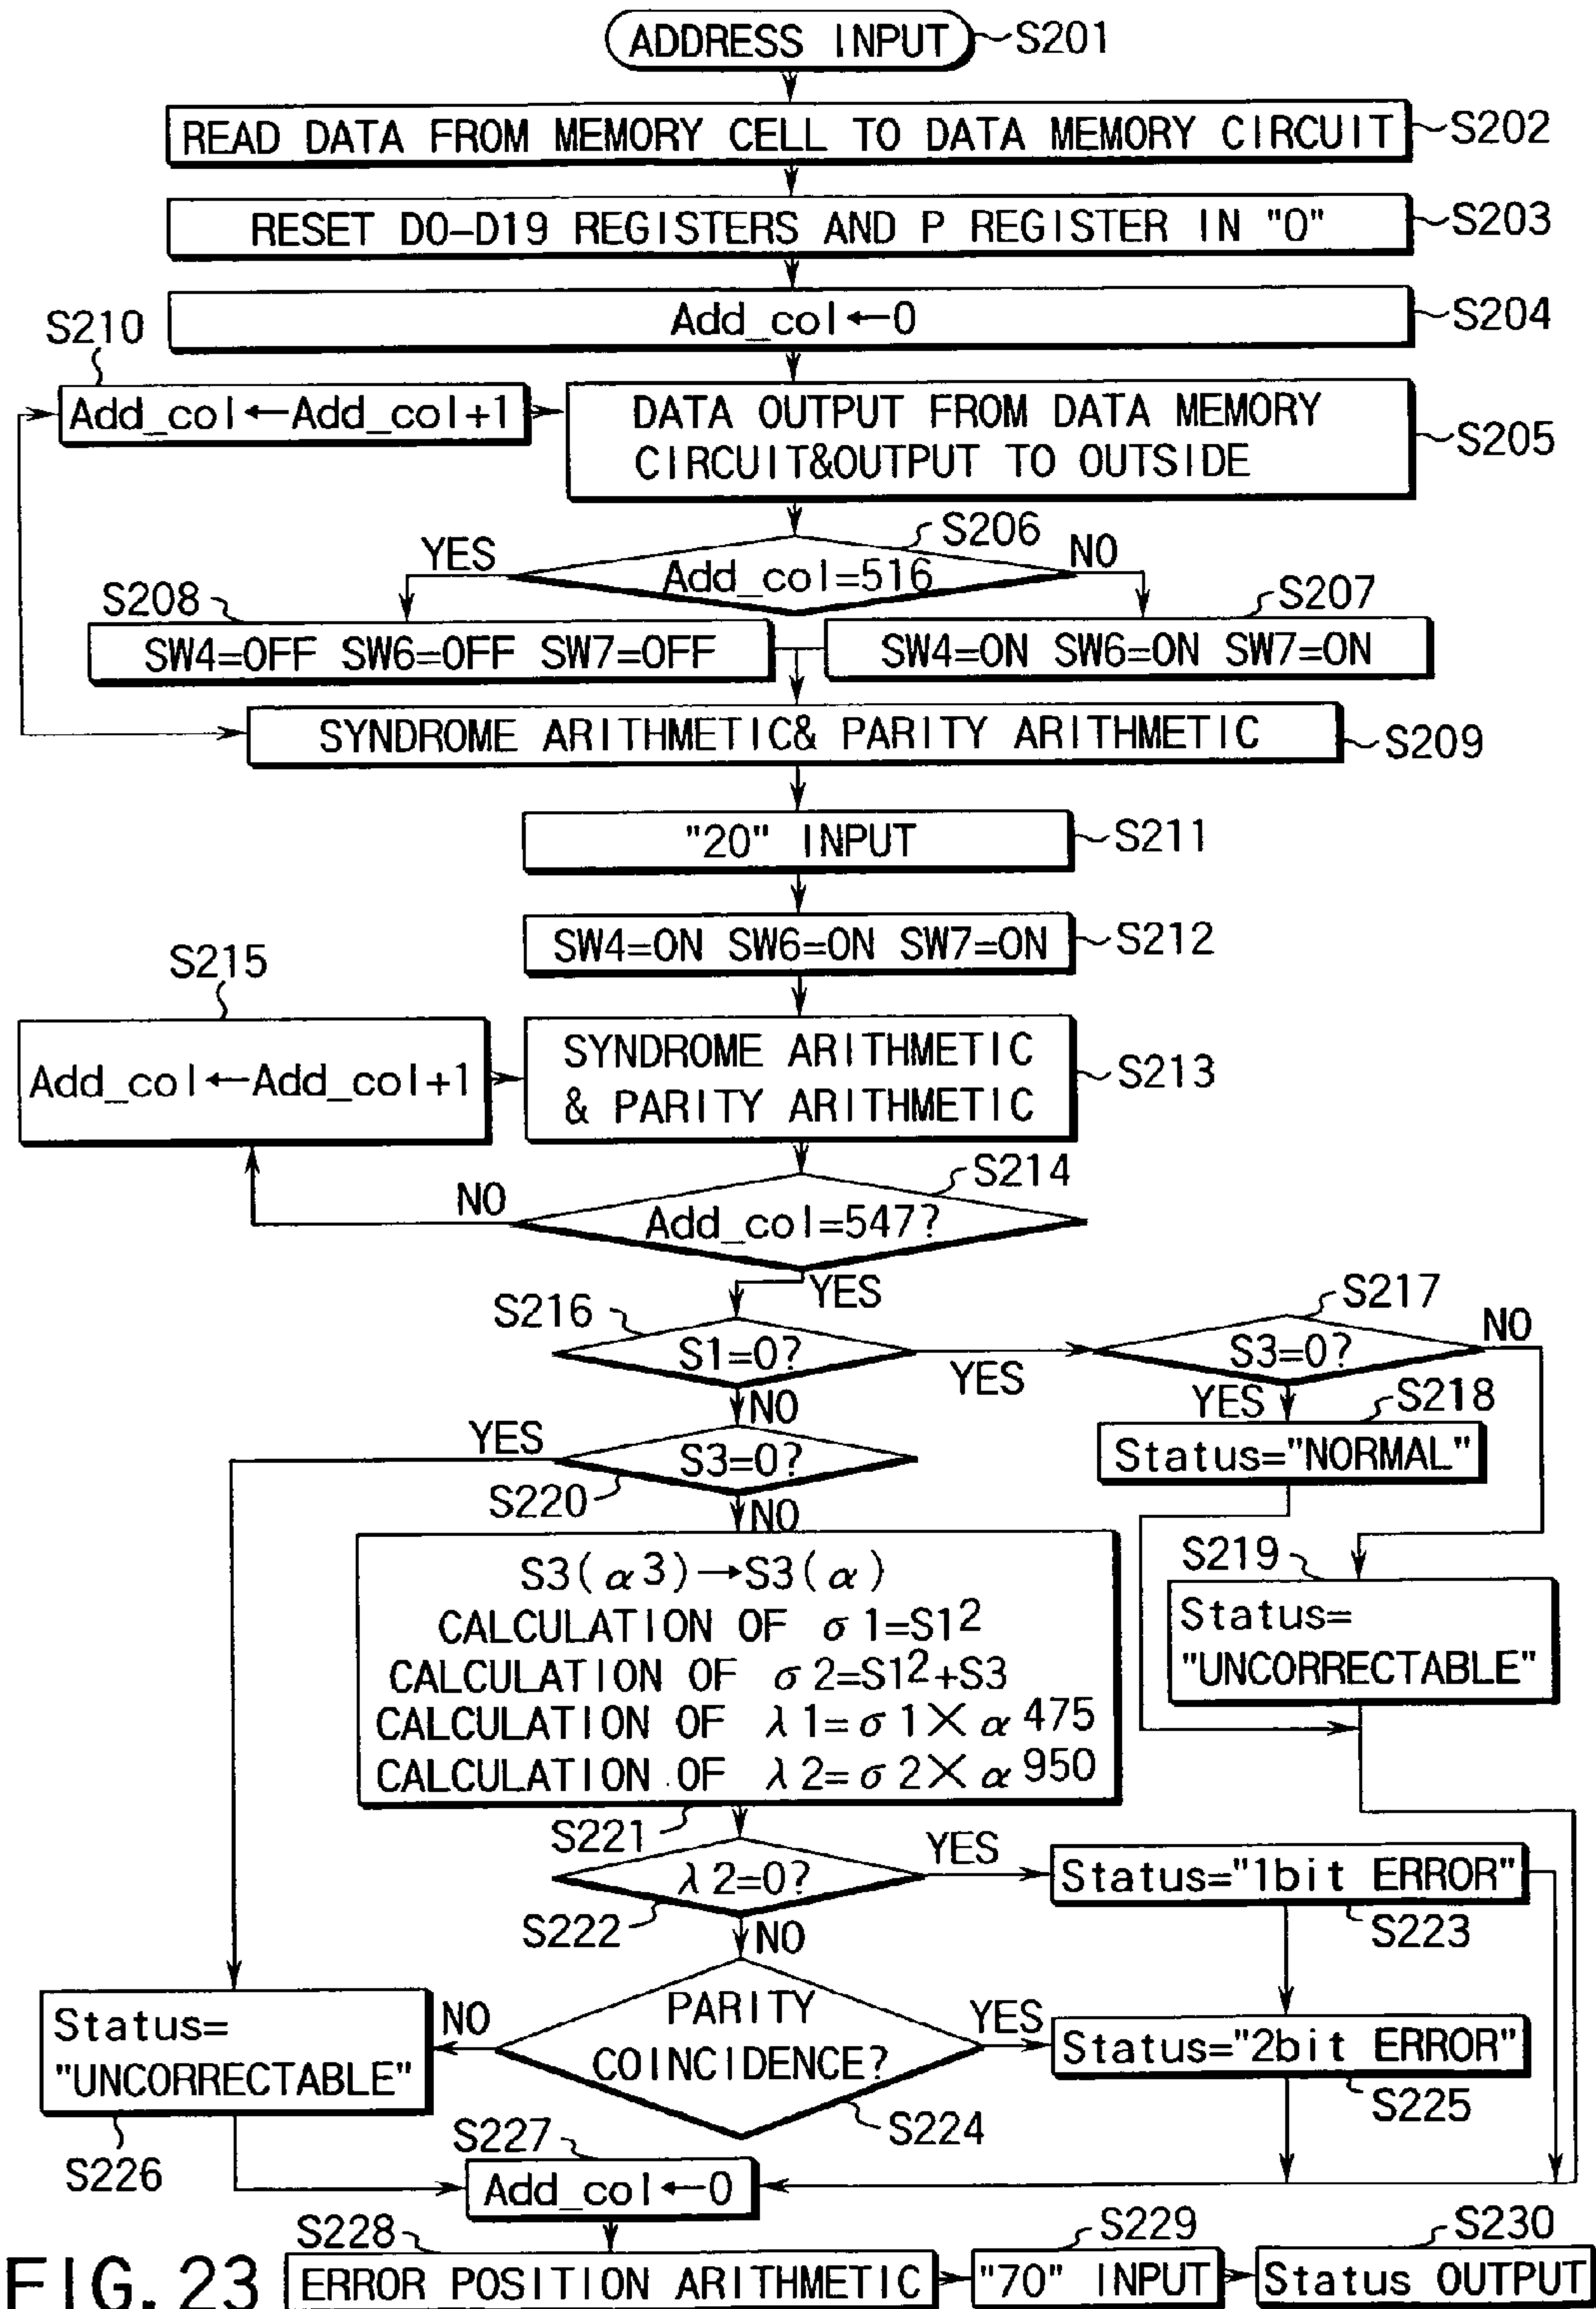 ADDRESS INPUT
S201
READ DATA FROM MEMORY CELL TO DATA MEMORY CIRCUIT
S202
RESET D0-D19 REGISTERS AND P REGISTER IN "0"
S203
Add_col←0
S204
S210
Add_col←Add_col+1
DATA OUTPUT FROM DATA MEMORY
CIRCUIT&OUTPUT TO OUTSIDE
S205
S206
YES
Add_col=516
NO
S208
S207
SW4=OFF SW6=OFF SW7=OFF
SW4=ON SW6=ON SW7=ON
SYNDROME ARITHMETIC& PARITY ARITHMETIC
S209
"20" INPUT
S211
SW4=ON SW6=ON SW7=ON
S212
S215
Add_col←Add_col+1
SYNDROME ARITHMETIC
& PARITY ARITHMETIC
S213
S214
NO
Add_col=547?
YES
S216
S1=0?
YES
NO
S217
S3=0?
NO
YES
S218
Status="NORMAL"
YES
S3=0?
S220
NO
S219
Status=
"UNCORRECTABLE"
S3(α3)→S3(α)
CALCULATION OF σ1=S1²
CALCULATION OF σ2=S1²+S3
CALCULATION OF λ1=σ1×α475
CALCULATION OF λ2=σ2×α950
S221
λ2=0?
YES
S222
NO
Status="1bit ERROR"
S223
PARITY
COINCIDENCE?
NO
YES
S224
Status="2bit ERROR"
S225
Status=
"UNCORRECTABLE"
S226
S227
Add_col←0
S228
ERROR POSITION ARITHMETIC
S229
"70" INPUT
S230
Status OUTPUT
FIG.23